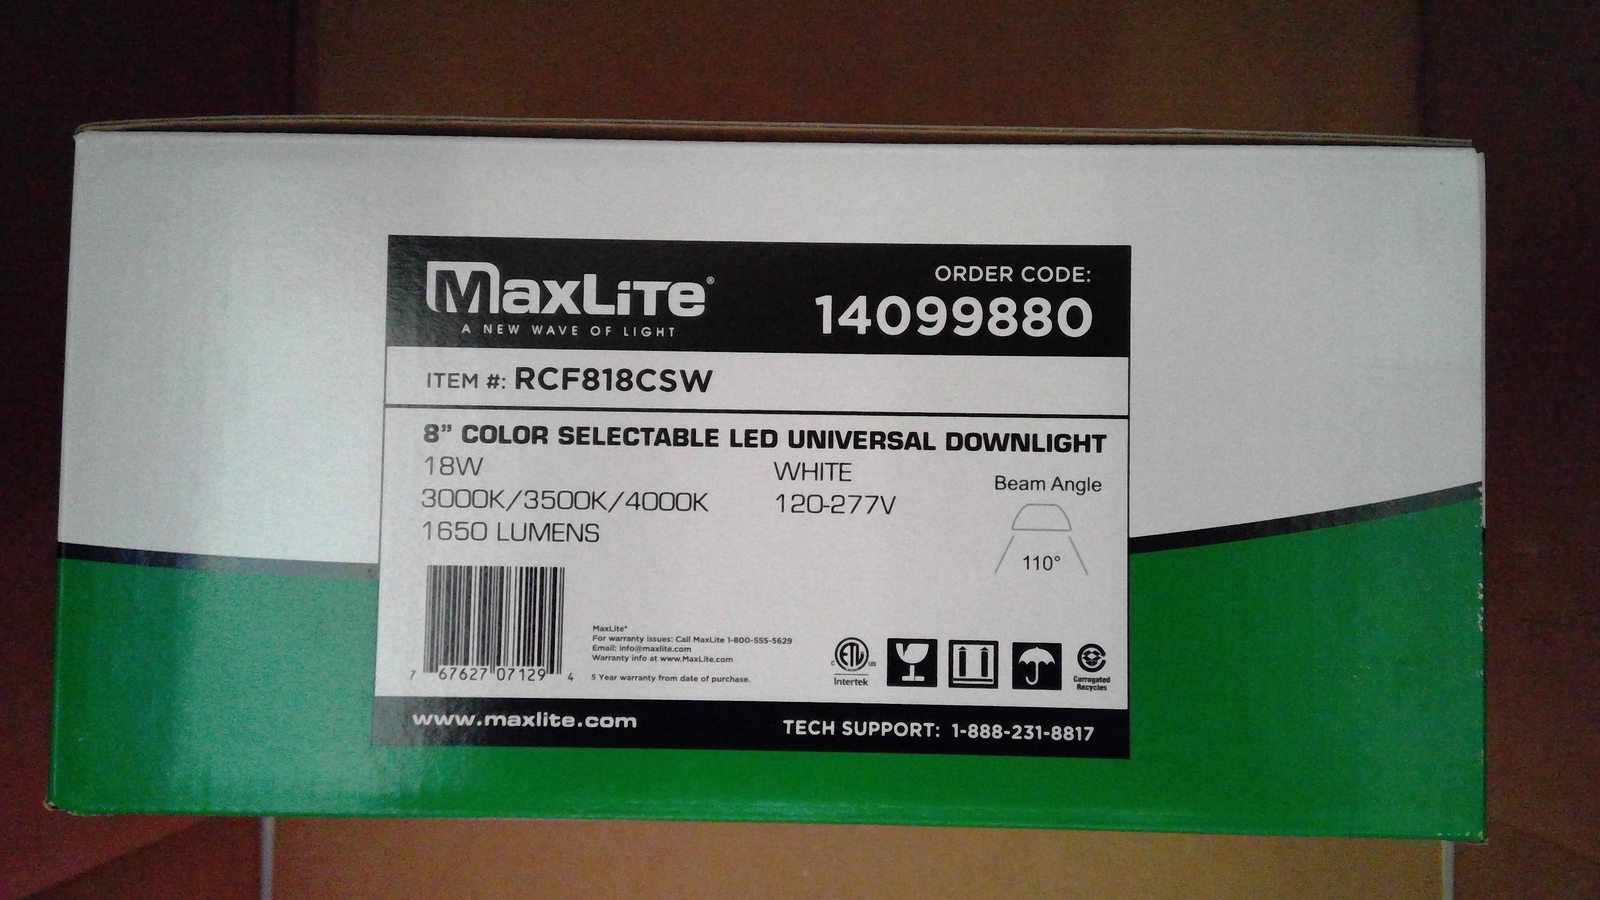 MAXLITE®
A NEW WAVE OF LIGHT
ORDER CODE:
14099880
ITEM #: RCF818CSW
8” COLOR SELECTABLE LED UNIVERSAL DOWNLIGHT
18W
3000K/3500K/4000K
1650 LUMENS
WHITE
120-277V
Beam Angle
110°
7 67627 07129 4
MaxLite®
For warranty issues: Call MaxLite 1-800-555-5629
Email: info@maxlite.com
Warranty info at www.MaxLite.com
5 Year warranty from date of purchase.
C ETL US
Intertek
Corrugated
Recycles
www.maxlite.com
TECH SUPPORT: 1-888-231-8817